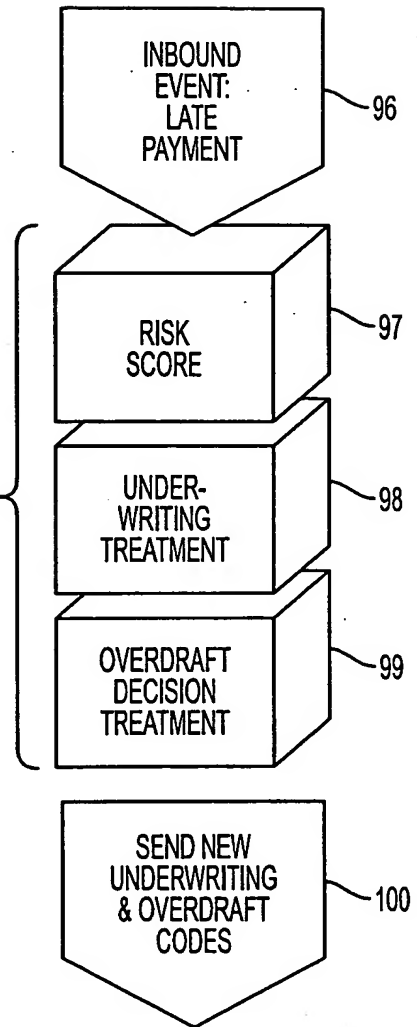 INBOUND
EVENT:
LATE
PAYMENT
96
RISK
SCORE
97
UNDER-
WRITING
TREATMENT
98
OVERDRAFT
DECISION
TREATMENT
99
SEND NEW
UNDERWRITING
& OVERDRAFT
CODES
100